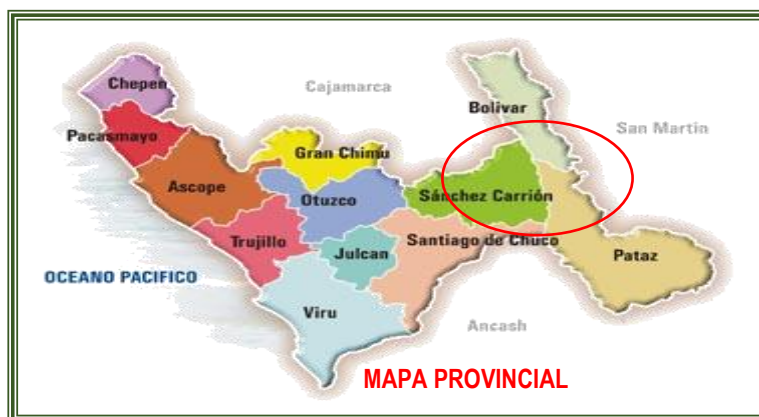 Chepen
Cajamarca
Bolivar
San Martin
Pacasmayo
Gran Chimu
Ascope
Otuzco
Sánchez Carrión
Trujillo
Julcan
Santiago de Chuco
Pataz
OCEANO PACIFICO
Viru
Ancash
MAPA PROVINCIAL